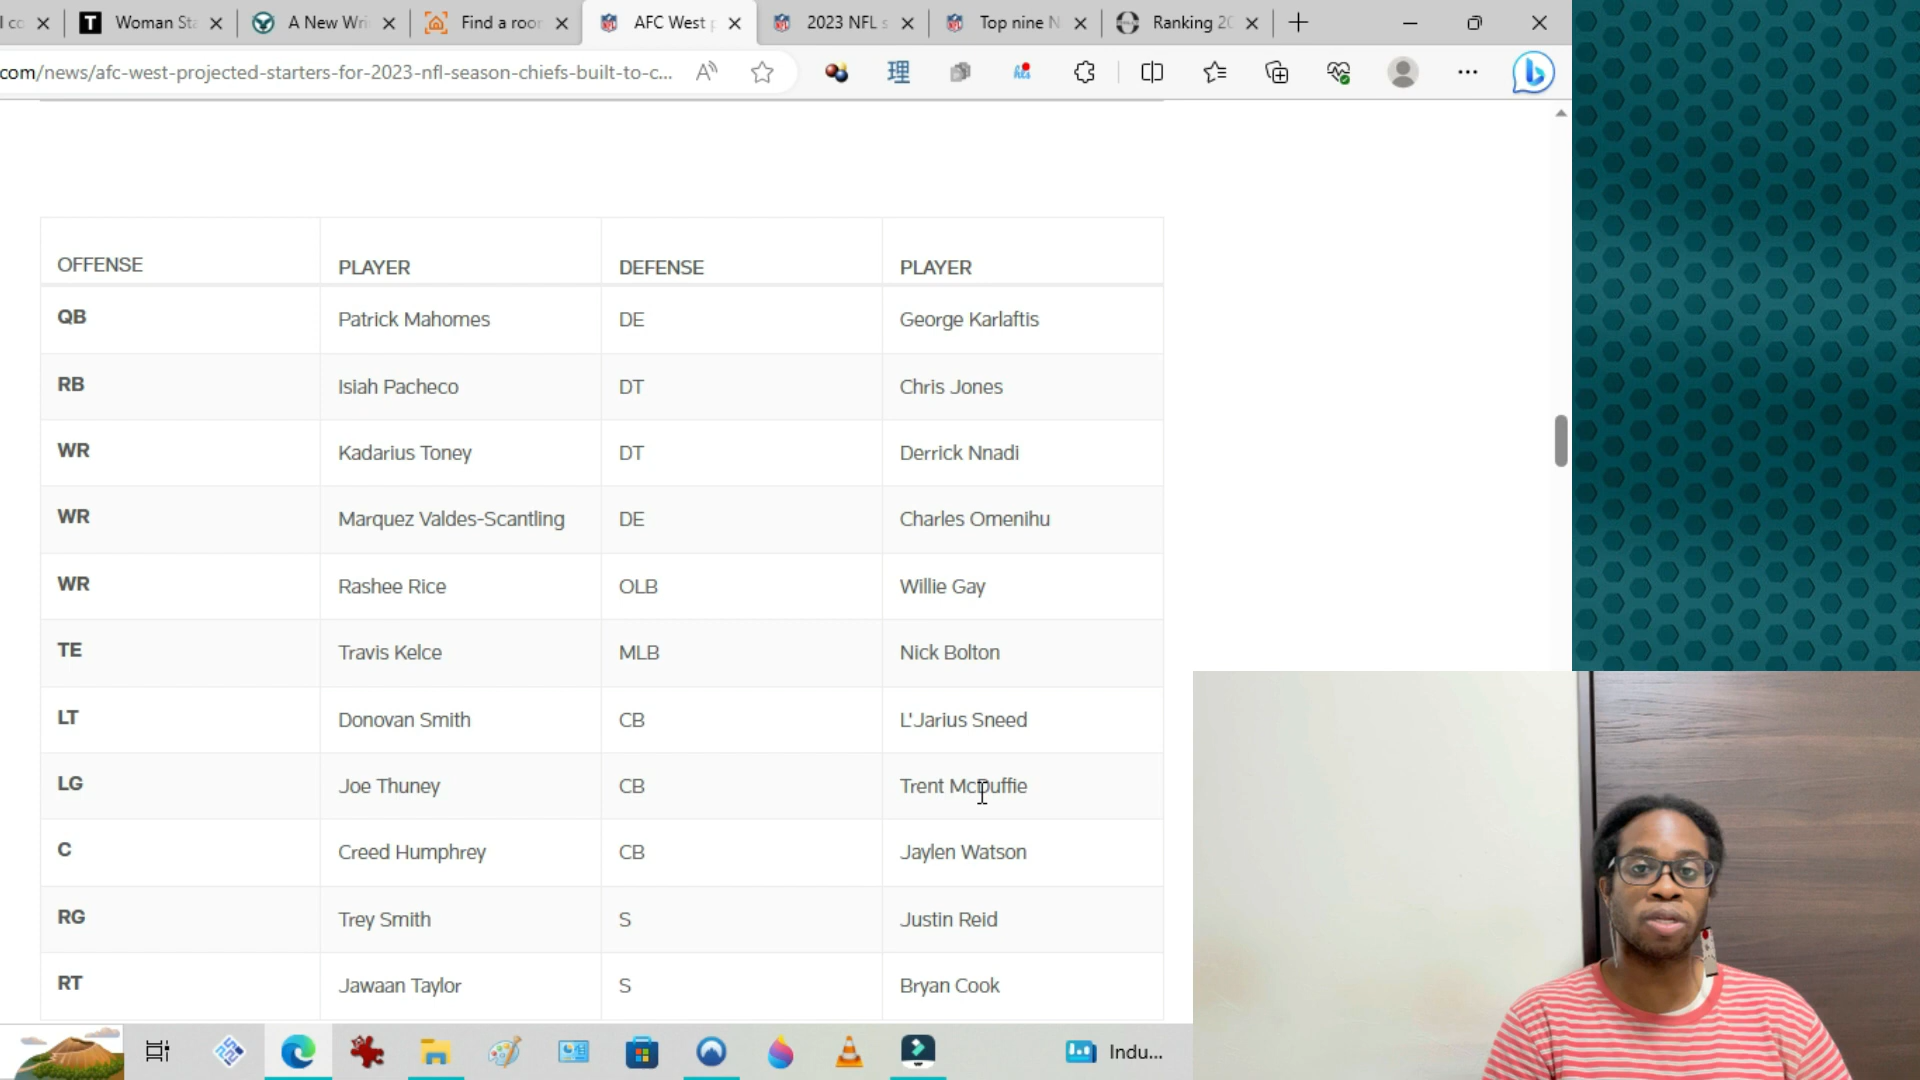 l co
Woman Sta
A New Wri
Find a roor
AFC West p
2023 NFL s
Top nine N
Ranking 20
com/news/afc-west-projected-starters-for-2023-nfl-season-chiefs-built-to-c...
OFFENSE PLAYER DEFENSE PLAYER
QB Patrick Mahomes DE George Karlaftis
RB Isiah Pacheco DT Chris Jones
WR Kadarius Toney DT Derrick Nnadi
WR Marquez Valdes-Scantling DE Charles Omenihu
WR Rashee Rice OLB Willie Gay
TE Travis Kelce MLB Nick Bolton
LT Donovan Smith CB L'Jarius Sneed
LG Joe Thuney CB Trent McDuffie
C Creed Humphrey CB Jaylen Watson
RG Trey Smith S Justin Reid
RT Jawaan Taylor S Bryan Cook
Indu...